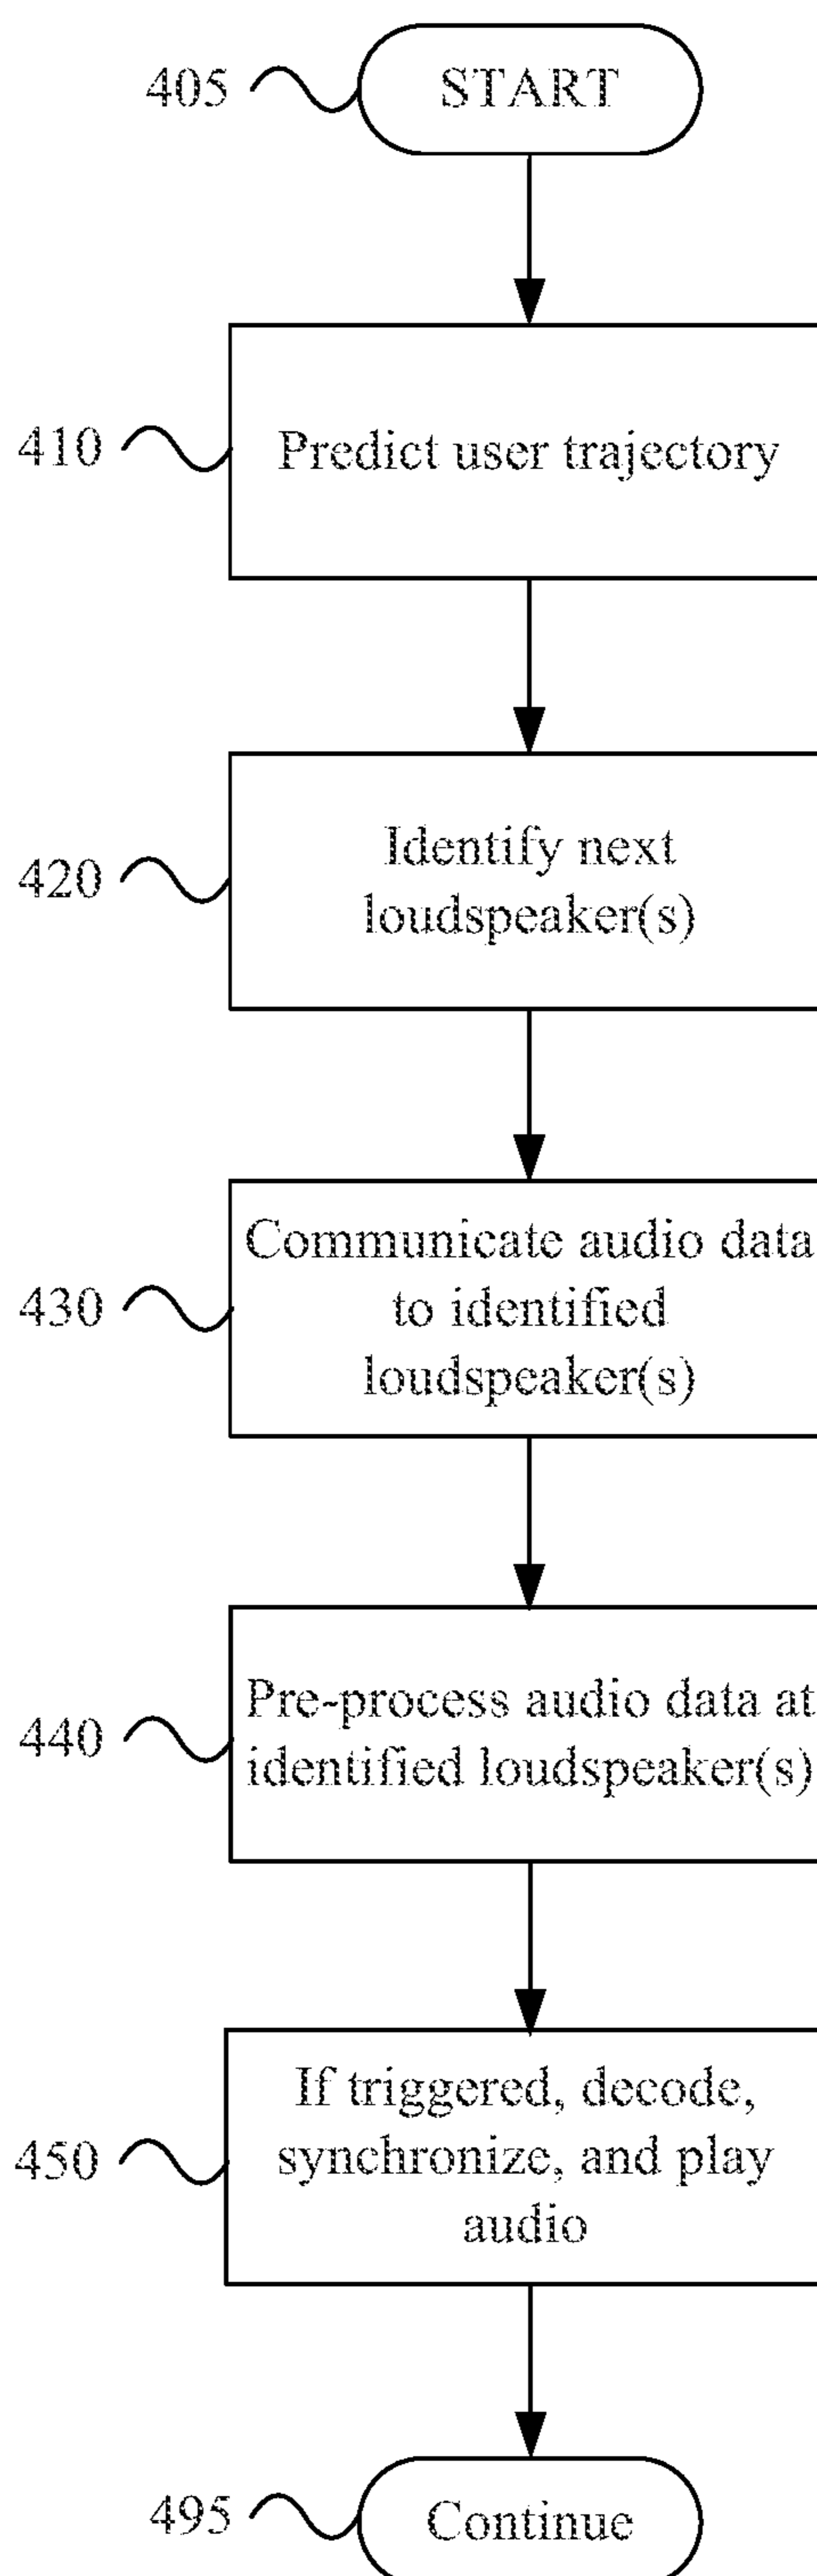 405
START
410
Predict user trajectory
420
Identify next
loudspeaker(s)
430
Communicate audio data
to identified
loudspeaker(s)
440
Pre-process audio data at
identified loudspeaker(s)
450
If triggered, decode,
synchronize, and play
audio
495
Continue